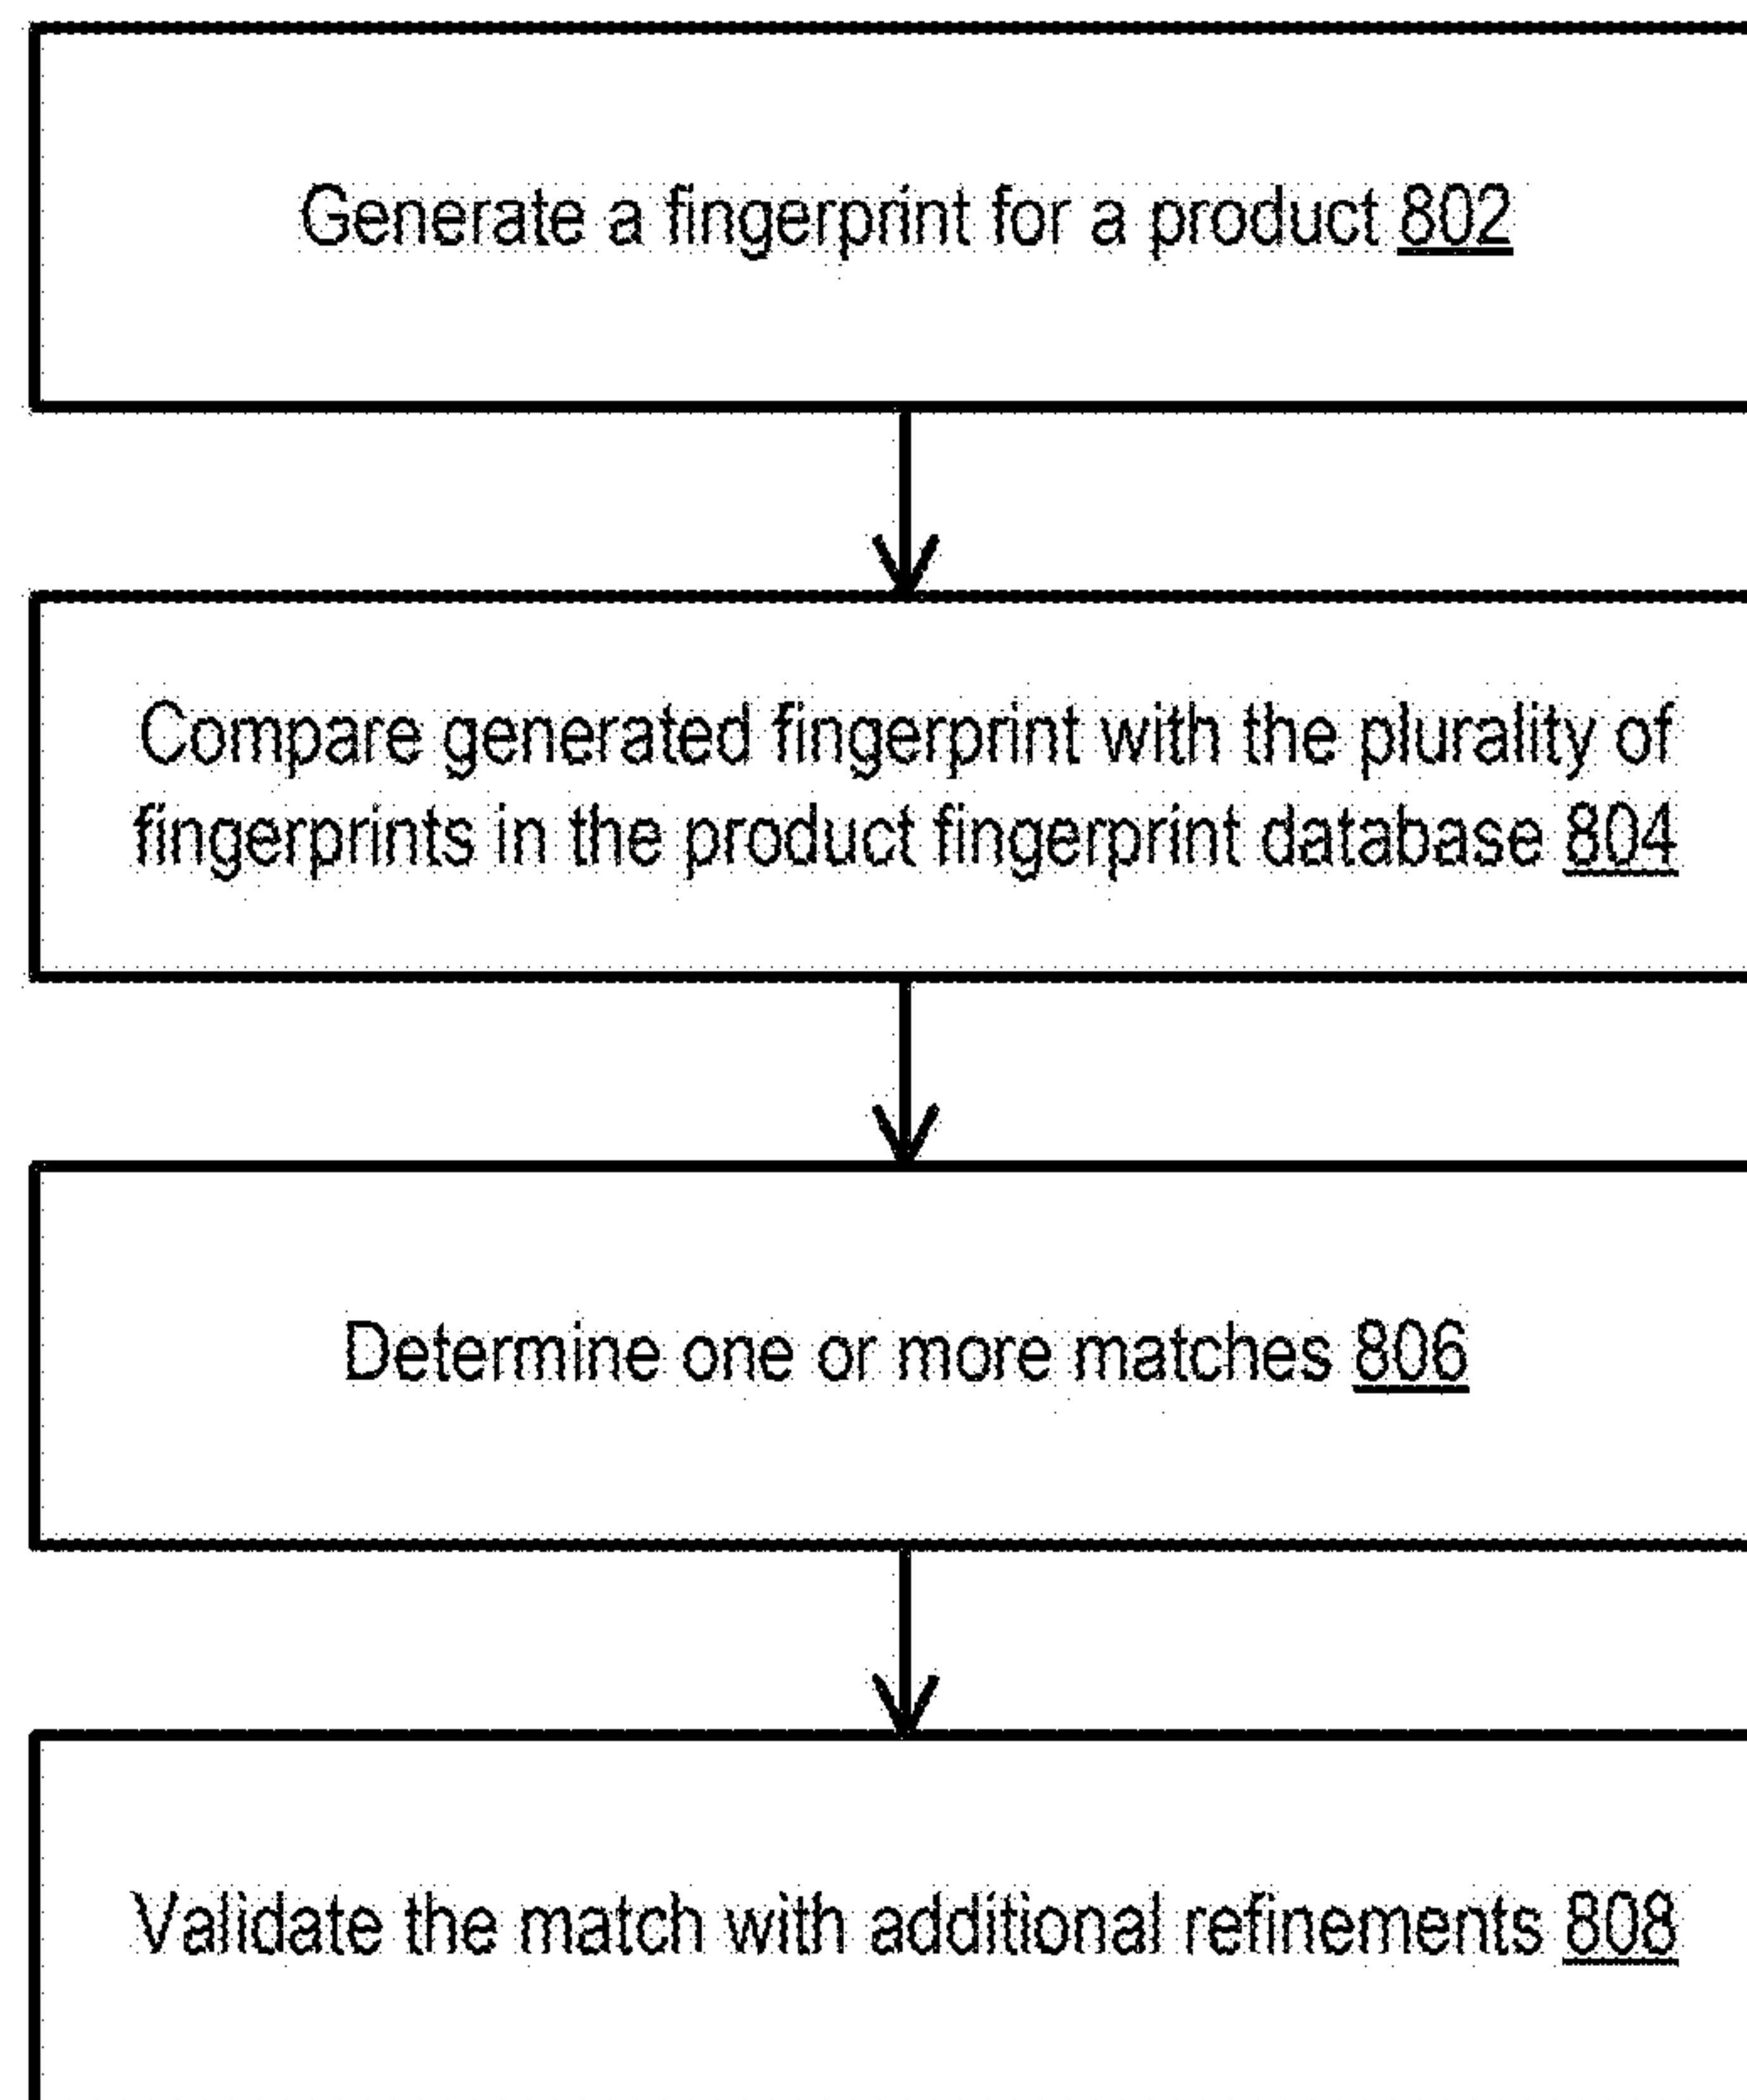 Generate a fingerprint for a product 802
Compare generated fingerprint with the plurality of
fingerprints in the product fingerprint database 804
Determine one or more matches 806
Validate the match with additional refinements 808